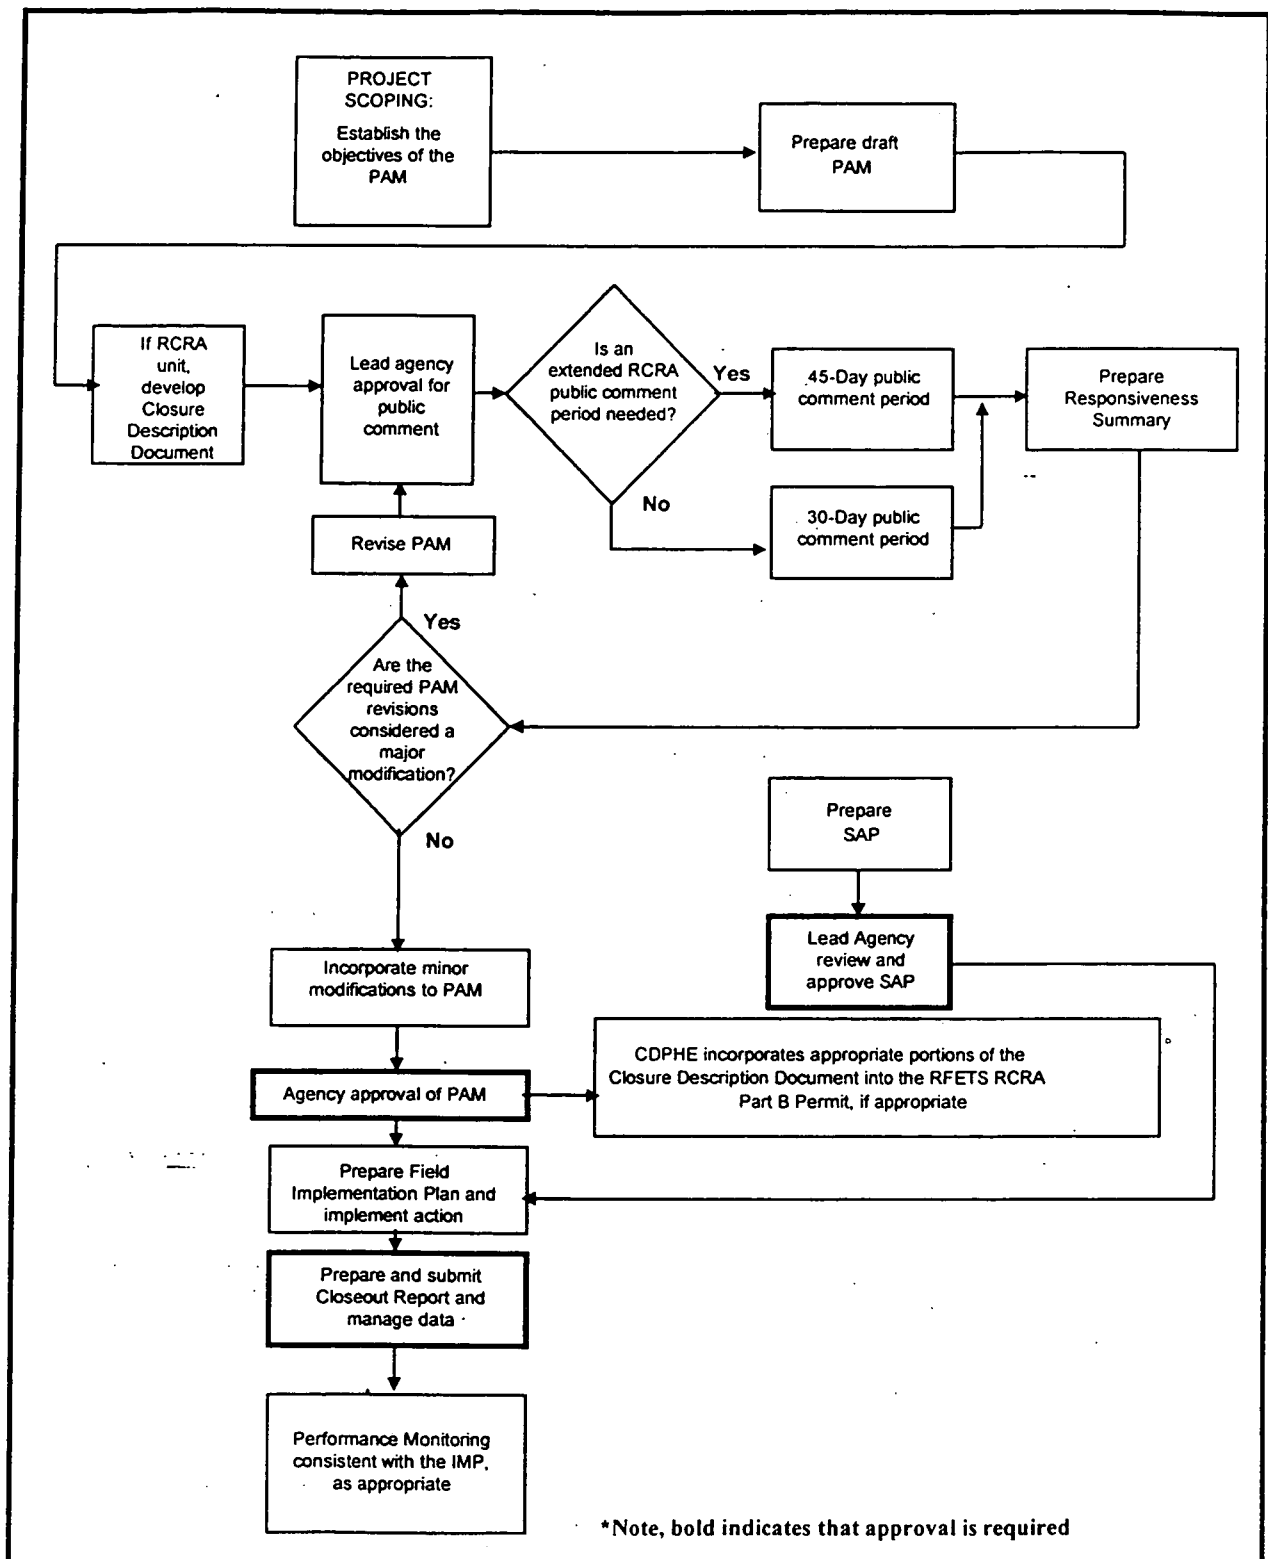 PROJECT
SCOPING:
Establish the
objectives of the
PAM
Prepare draft
PAM
If RCRA
unit,
develop
Closure
Description
Document
Lead agency
approval for
public
comment
Is an
extended RCRA
public comment
period needed?
Yes
45-Day public
comment period
Prepare
Responsiveness
Summary
No
30-Day public
comment period
Revise PAM
Yes
Are the
required PAM
revisions
considered a
major
modification?
No
Prepare
SAP
Lead Agency
review and
approve SAP
Incorporate minor
modifications to PAM
Agency approval of PAM
CDPHE incorporates appropriate portions of the
Closure Description Document into the RFETS RCRA
Part B Permit, if appropriate
Prepare Field
Implementation Plan and
implement action
Prepare and submit
Closeout Report and
manage data
Performance Monitoring
consistent with the IMP,
as appropriate
*Note, bold indicates that approval is required